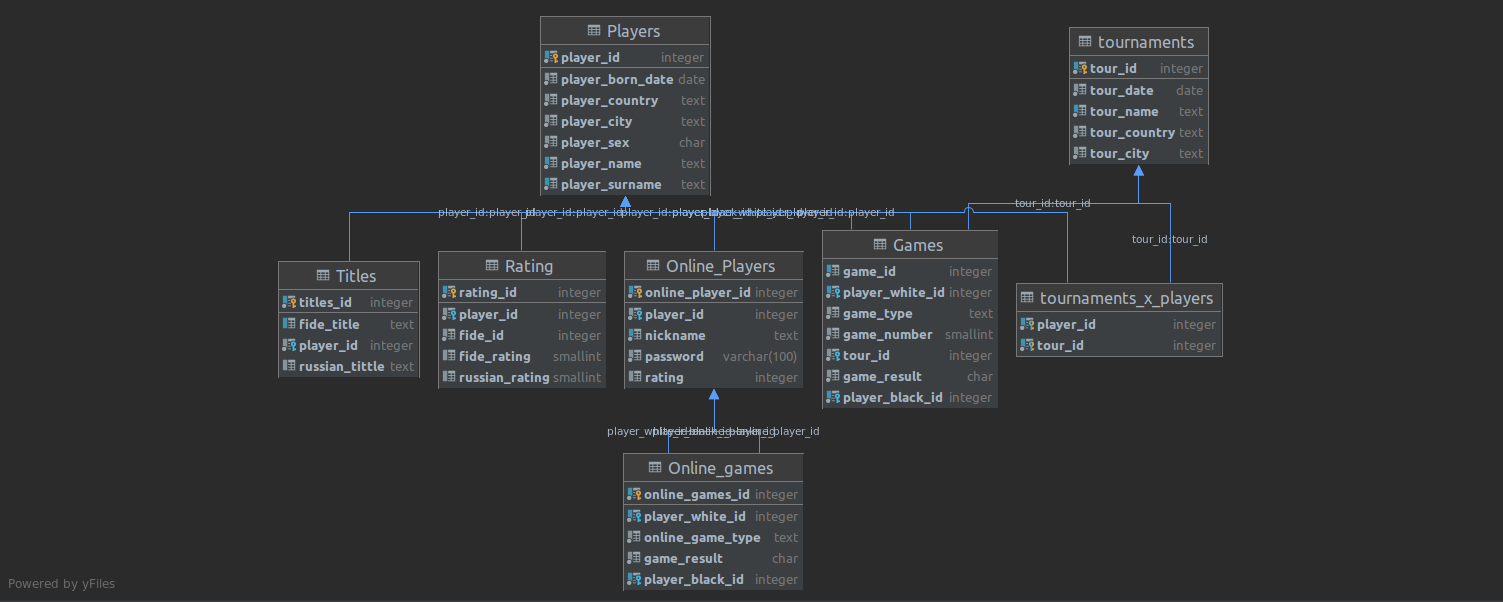 Players
player_id integer
player_born_date date
player_country text
player_city text
player_sex char
player_name text
player_surname text
tournaments
tour_id integer
tour_date date
tour_name text
tour_country text
tour_city text
player_id:player_id
player_id:player_id
player_id:player_id
player_id:player_id
tour_id:tour_id
tour_id:tour_id
Titles
titles_id integer
fide_title text
player_id integer
russian_tittle text
Rating
rating_id integer
player_id integer
fide_id integer
fide_rating smallint
russian_rating smallint
Online_Players
online_player_id integer
player_id integer
nickname text
password varchar(100)
rating integer
Games
game_id integer
player_white_id integer
game_type text
game_number smallint
tour_id integer
game_result char
player_black_id integer
tournaments_x_players
player_id integer
tour_id integer
Online_games
online_games_id integer
player_white_id integer
online_game_type text
game_result char
player_black_id integer
Powered by yFiles